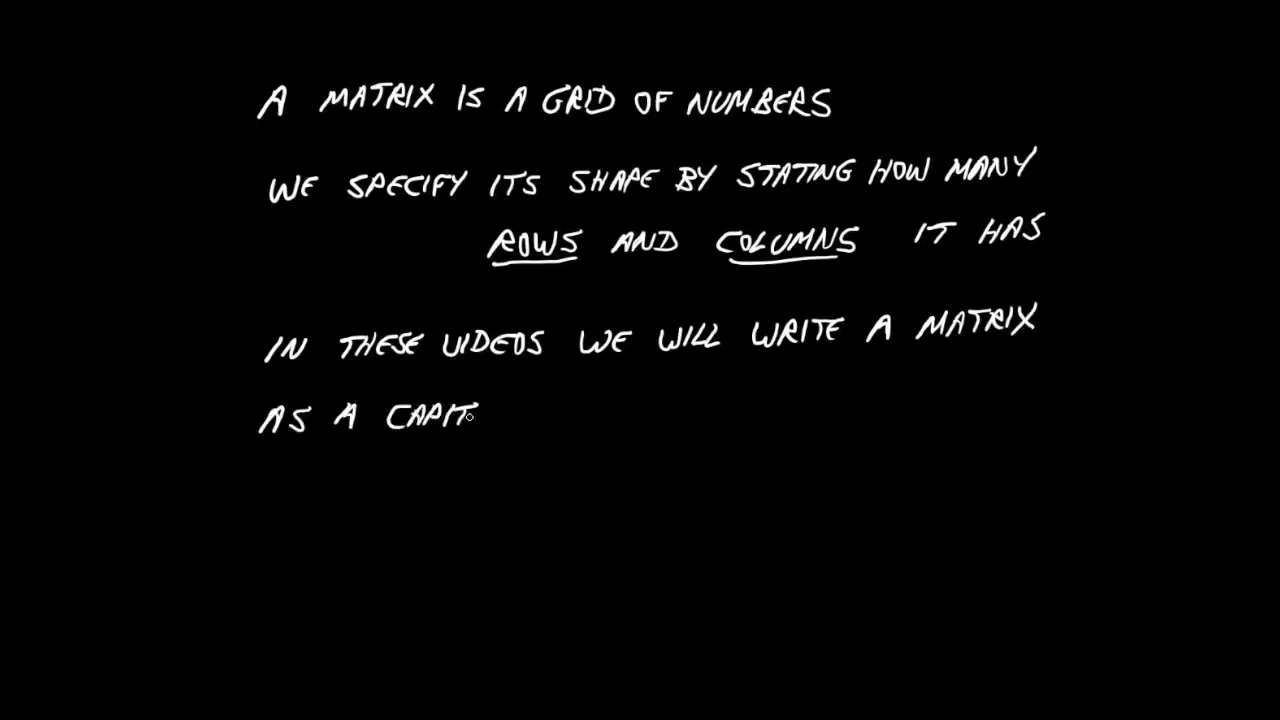 A MATRIX IS A GRID OF NUMBERS
WE SPECIFY ITS SHAPE BY STATING HOW MANY
ROWS AND COLUMNS IT HAS
IN THESE VIDEOS WE WILL WRITE A MATRIX
AS A CAPIT